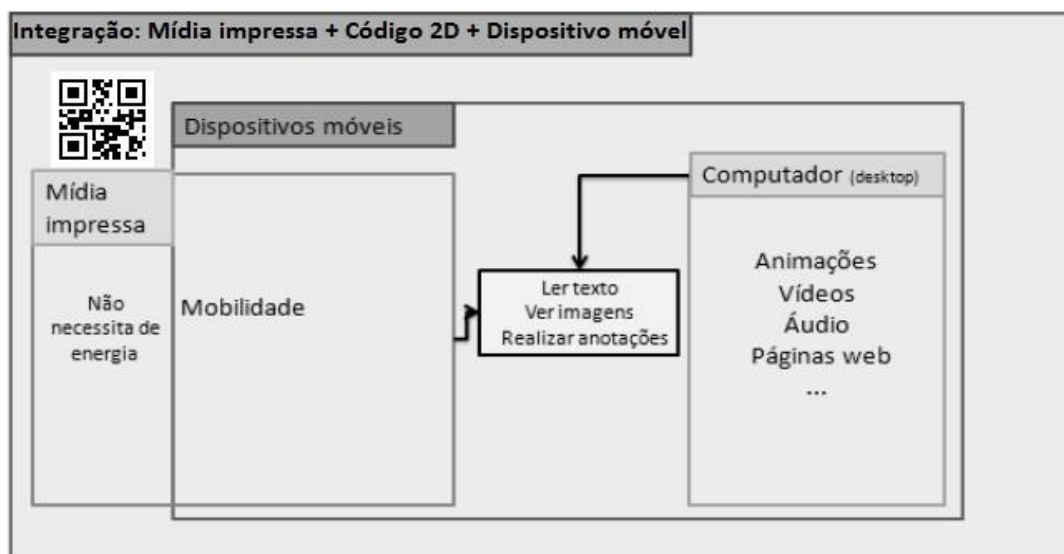 Integração: Mídia impressa + Código 2D + Dispositivo móvel
Dispositivos móveis
Mídia
impressa
Não
necessita de
energia
Mobilidade
Ler texto
Ver imagens
Realizar anotações
Computador (desktop)
Animações
Vídeos
Áudio
Páginas web
...